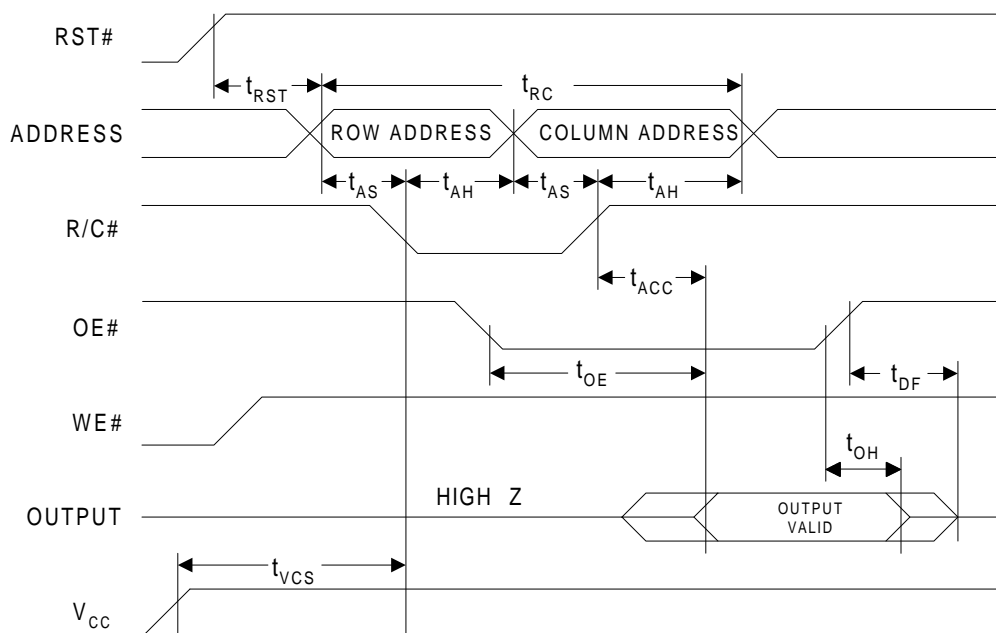 RST#
tRST
tRC
ADDRESS
ROW ADDRESS
COLUMN ADDRESS
tAS
tAH
tAS
tAH
R/C#
tACC
OE#
tOE
tDF
WE#
tOH
HIGH Z
OUTPUT
OUTPUT
VALID
tVCS
VCC